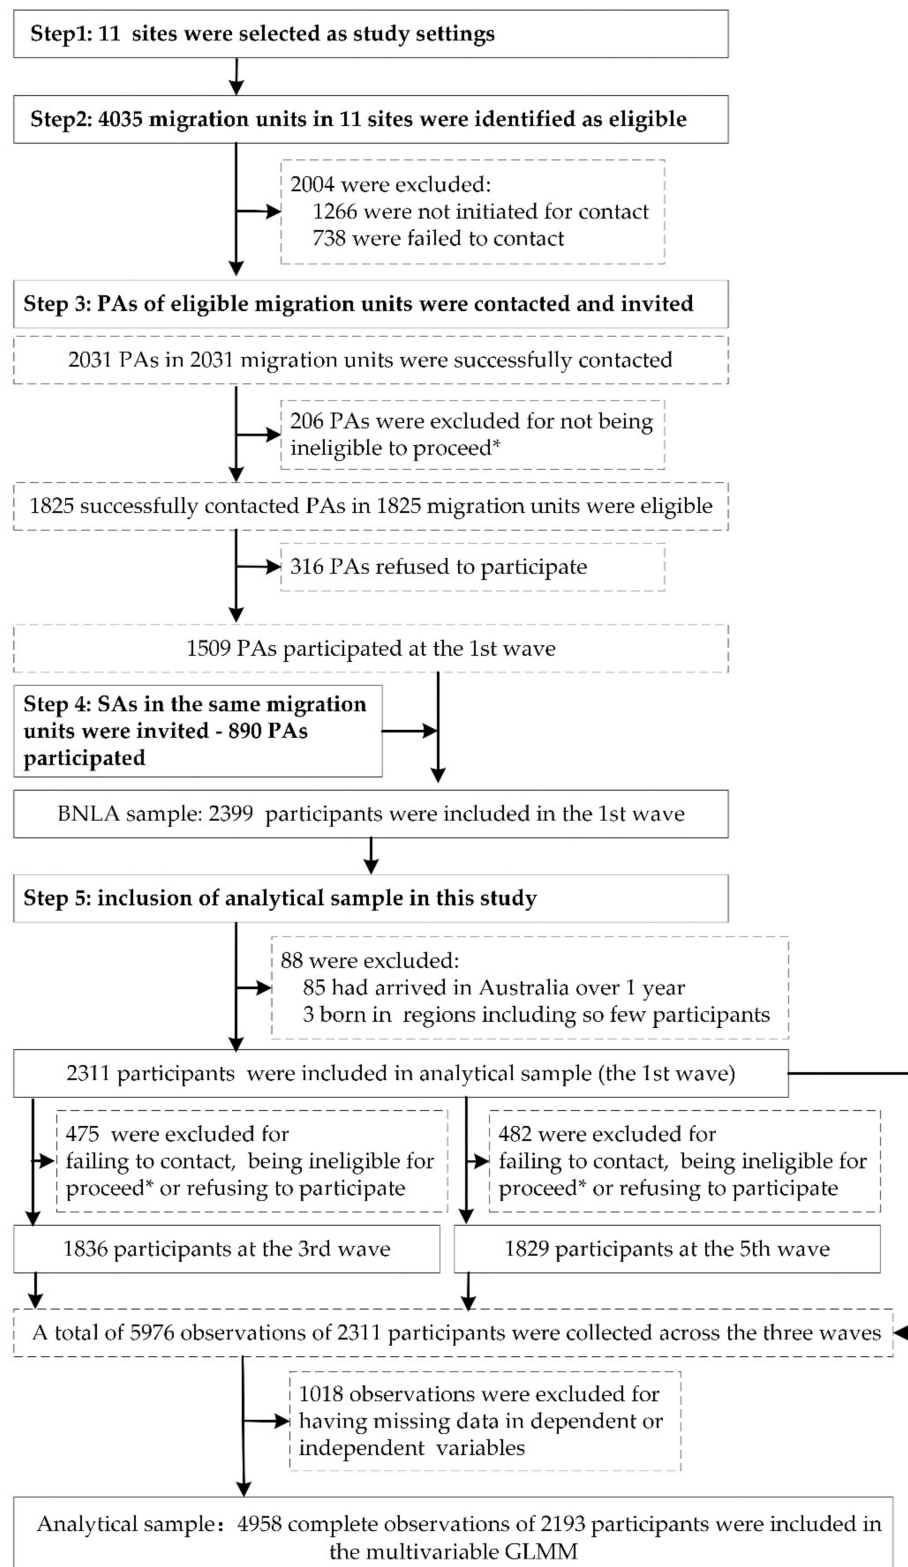 Step1: 11 sites were selected as study settings
Step2: 4035 migration units in 11 sites were identified as eligible
2004 were excluded:
1266 were not initiated for contact
738 were failed to contact
Step 3: PAs of eligible migration units were contacted and invited
2031 PAs in 2031 migration units were successfully contacted
206 PAs were excluded for not being
ineligible to proceed*
1825 successfully contacted PAs in 1825 migration units were eligible
316 PAs refused to participate
1509 PAs participated at the 1st wave
Step 4: SAs in the same migration
units were invited - 890 PAs
participated
BNLA sample: 2399 participants were included in the 1st wave
Step 5: inclusion of analytical sample in this study
88 were excluded:
85 had arrived in Australia over 1 year
3 born in regions including so few participants
2311 participants were included in analytical sample (the 1st wave)
475 were excluded for
failing to contact, being ineligible for
proceed* or refusing to participate
482 were excluded for
failing to contact, being ineligible for
proceed* or refusing to participate
1836 participants at the 3rd wave
1829 participants at the 5th wave
A total of 5976 observations of 2311 participants were collected across the three waves
1018 observations were excluded for
having missing data in dependent or
independent variables
Analytical sample: 4958 complete observations of 2193 participants were included in
the multivariable GLMM